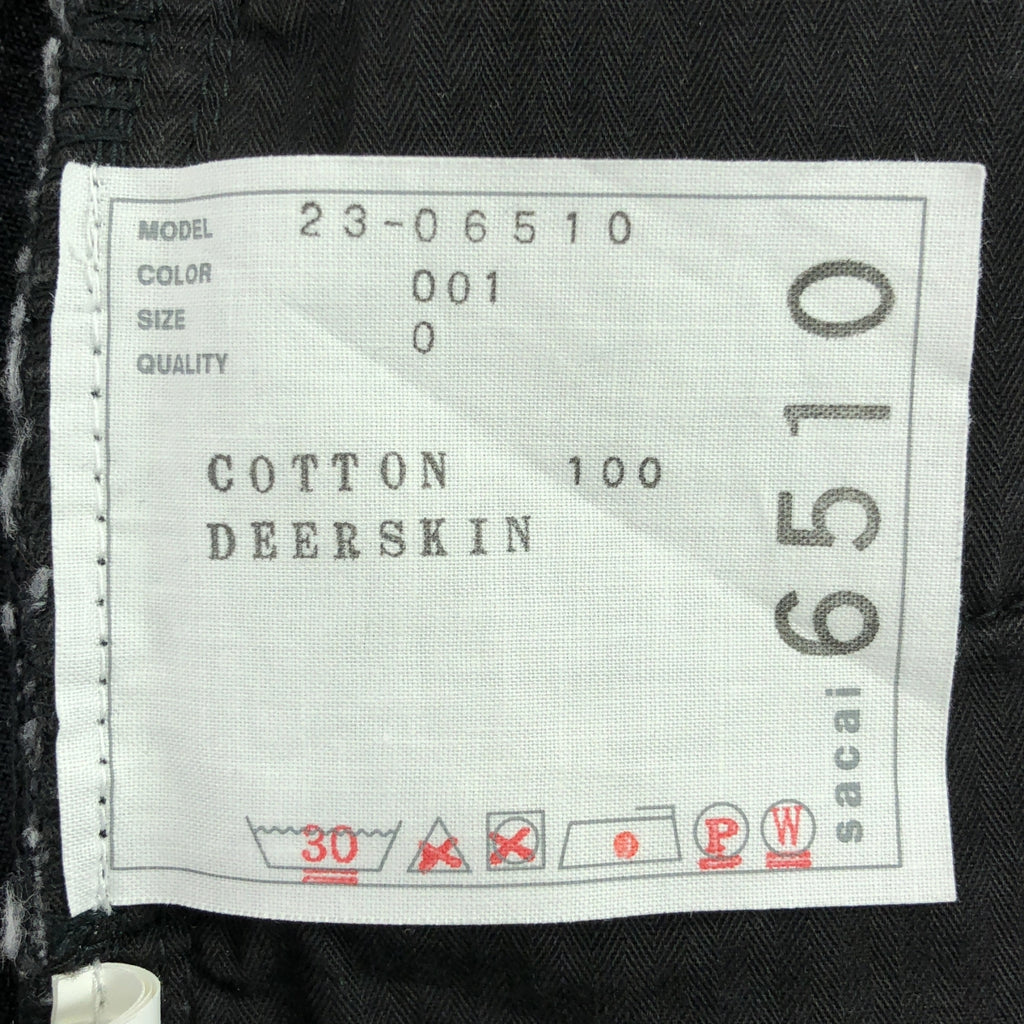 MODEL 23-06510
COLOR 001
SIZE 0
QUALITY
COTTON 100
DEERSKIN
30
P
W
sacai 6510